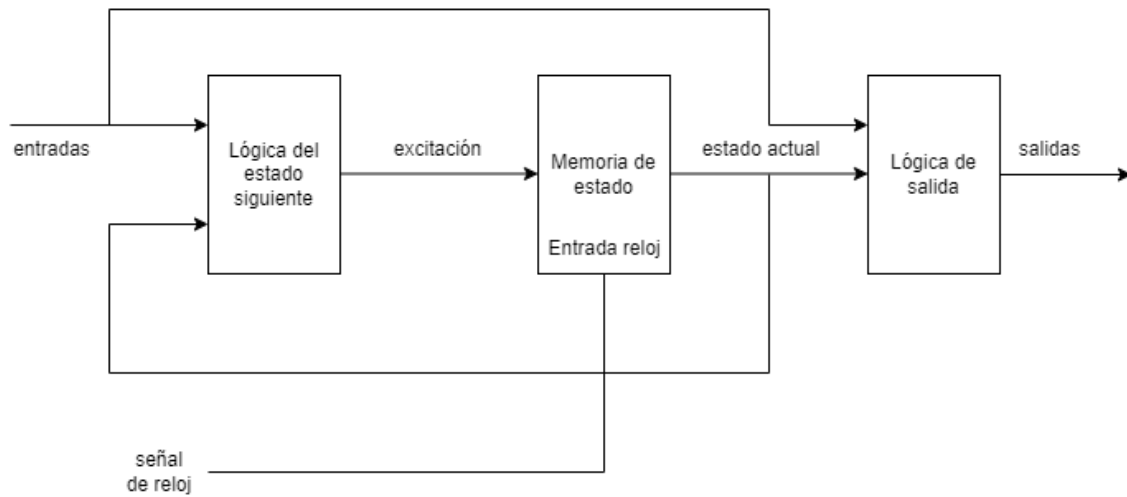 entradas
Lógica del
estado
siguiente
excitación
Memoria de
estado
Entrada reloj
estado actual
Lógica de
salida
salidas
señal
de reloj